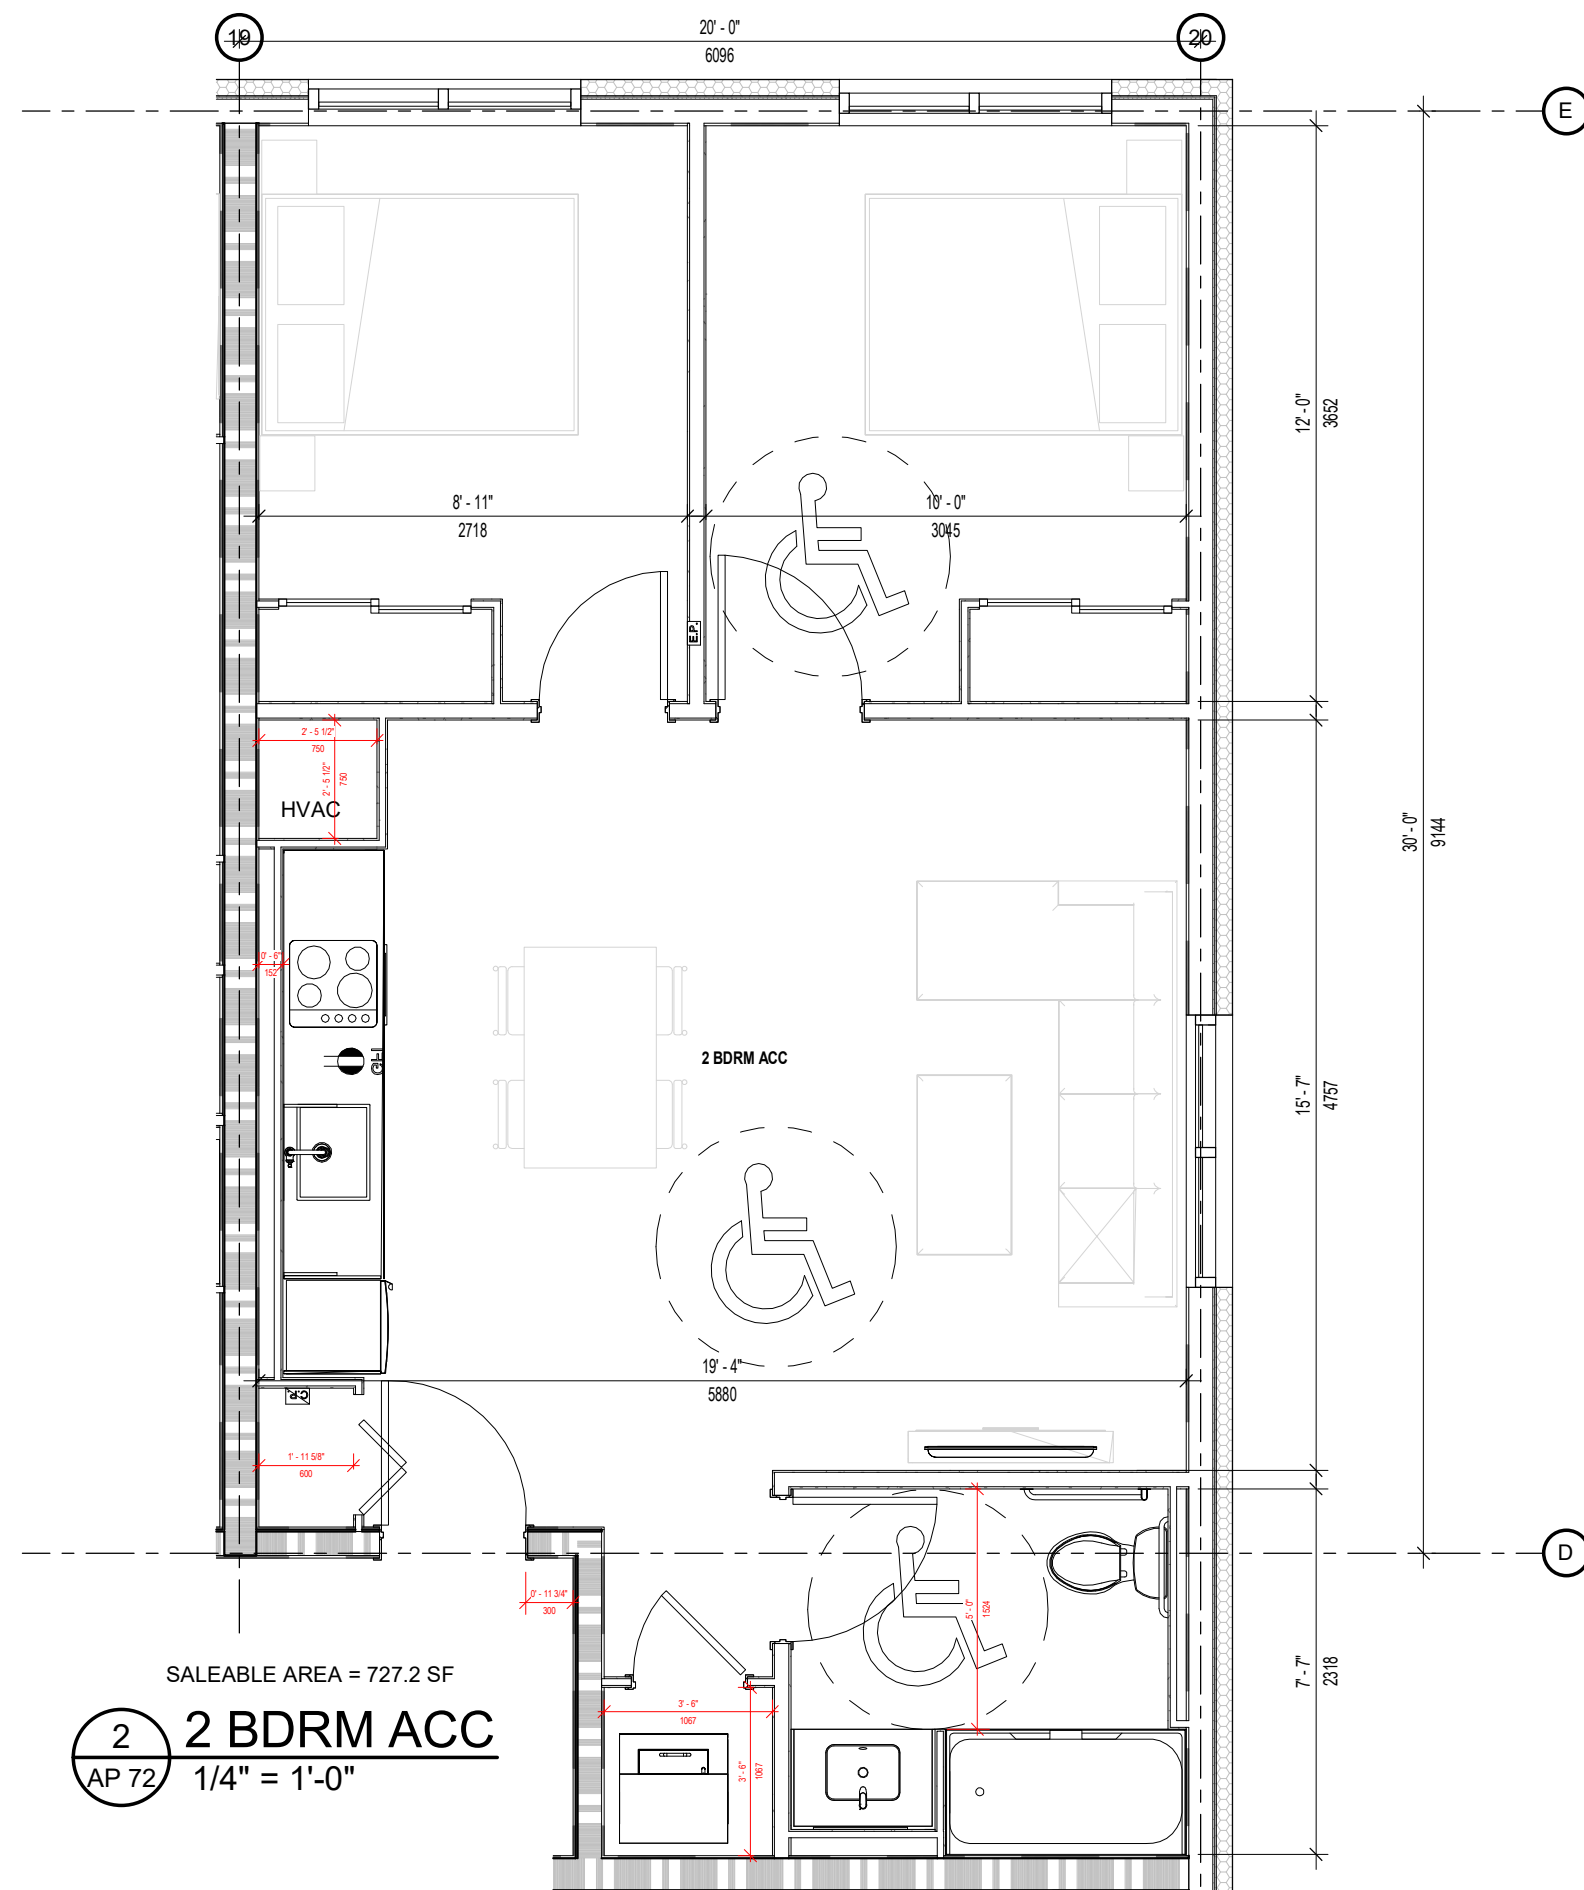 19
20' - 0"
6096
20
E
12' - 0"
3652
8' - 11"
2718
10' - 0"
3045
E.P.
2' - 5 1/2"
750
2' - 5 1/2"
750
HVAC
30' - 0"
9144
0' - 6"
152
GFI
2 BDRM ACC
15' - 7"
4757
19' - 4"
5880
1' - 11 5/8"
600
D
0' - 11 3/4"
300
5' - 0"
1524
7' - 7"
2318
3' - 6"
1067
3' - 6"
1067
SALEABLE AREA = 727.2 SF
2
AP 72
2 BDRM ACC
1/4" = 1'-0"